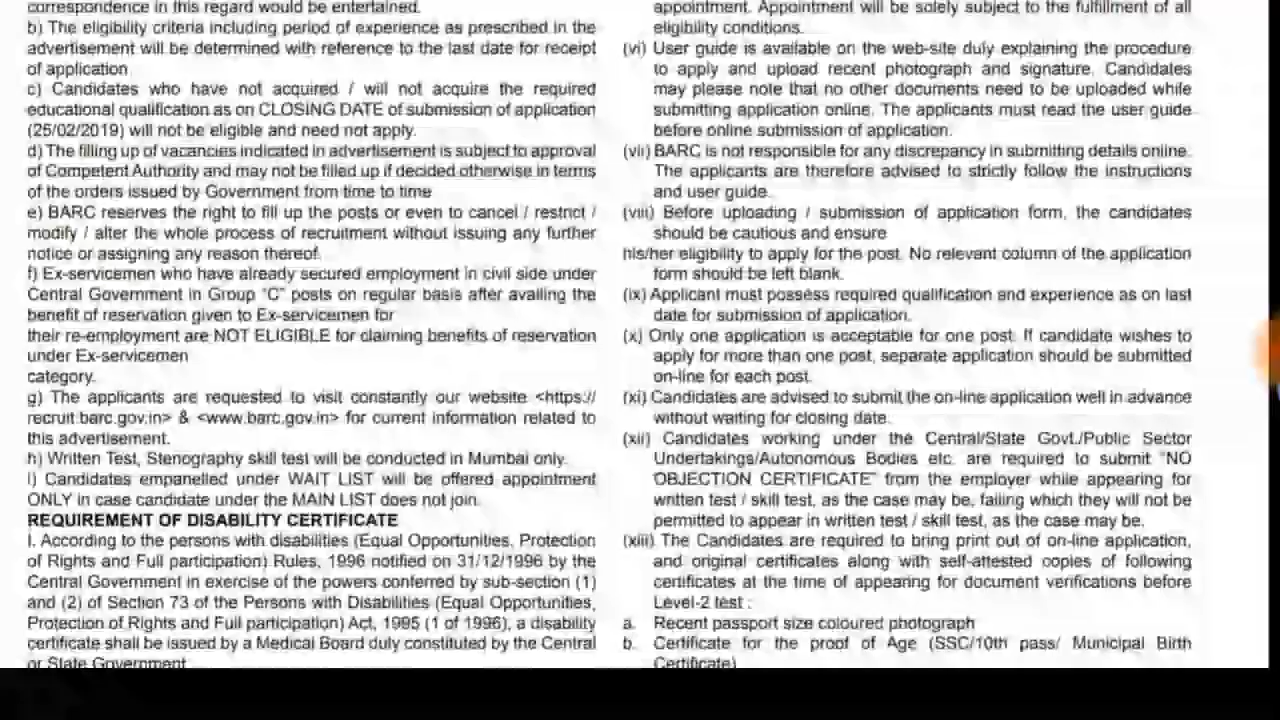 correspondence in this regard would be entertained.
b) The eligibility criteria including period of experience as prescribed in the
advertisement will be determined with reference to the last date for receipt
of application
c) Candidates who have not acquired / will not acquire the required
educational qualification as on CLOSING DATE of submission of application
(25/02/2019) will not be eligible and need not apply.
d) The filling up of vacancies indicated in advertisement is subject to approval
of Competent Authority and may not be filled up if decided otherwise in terms
of the orders issued by Government from time to time
e) BARC reserves the right to fill up the posts or even to cancel / restrict /
modify / alter the whole process of recruitment without issuing any further
notice or assigning any reason thereof.
f) Ex-servicemen who have already secured employment in civil side under
Central Government in Group "C" posts on regular basis after availing the
benefit of reservation given to Ex-servicemen for
their re-employment are NOT ELIGIBLE for claiming benefits of reservation
under Ex-servicemen
category.
g) The applicants are requested to visit constantly our website <https://
recruit.barc.gov.in> & <www.barc.gov.in> for current information related to
this advertisement.
h) Written Test, Stenography skill test will be conducted in Mumbai only.
I) Candidates empanelled under WAIT LIST will be offered appointment
ONLY in case candidate under the MAIN LIST does not join.
REQUIREMENT OF DISABILITY CERTIFICATE
I. According to the persons with disabilities (Equal Opportunities, Protection
of Rights and Full participation) Rules, 1996 notified on 31/12/1996 by the
Central Government in exercise of the powers conferred by sub-section (1)
and (2) of Section 73 of the Persons with Disabilities (Equal Opportunities,
Protection of Rights and Full participation) Act, 1995 (1 of 1996), a disability
certificate shall be issued by a Medical Board duly constituted by the Central
or State Government
appointment. Appointment will be solely subject to the fulfillment of all
eligibility conditions.
(vi) User guide is available on the web-site duly explaining the procedure
to apply and upload recent photograph and signature. Candidates
may please note that no other documents need to be uploaded while
submitting application online. The applicants must read the user guide
before online submission of application.
(vii) BARC is not responsible for any discrepancy in submitting details online.
The applicants are therefore advised to strictly follow the instructions
and user guide.
(viii) Before uploading / submission of application form, the candidates
should be cautious and ensure
his/her eligibility to apply for the post. No relevant column of the application
form should be left blank.
(ix) Applicant must possess required qualification and experience as on last
date for submission of application.
(x) Only one application is acceptable for one post. If candidate wishes to
apply for more than one post, separate application should be submitted
on-line for each post.
(xi) Candidates are advised to submit the on-line application well in advance
without waiting for closing date.
(xii) Candidates working under the Central/State Govt./Public Sector
Undertakings/Autonomous Bodies etc. are required to submit "NO
OBJECTION CERTIFICATE" from the employer while appearing for
written test / skill test, as the case may be, failing which they will not be
permitted to appear in written test / skill test, as the case may be.
(xiii) The Candidates are required to bring print out of on-line application,
and original certificates along with self-attested copies of following
certificates at the time of appearing for document verifications before
Level-2 test :
a. Recent passport size coloured photograph
b. Certificate for the proof of Age (SSC/10th pass/ Municipal Birth
Certificate)